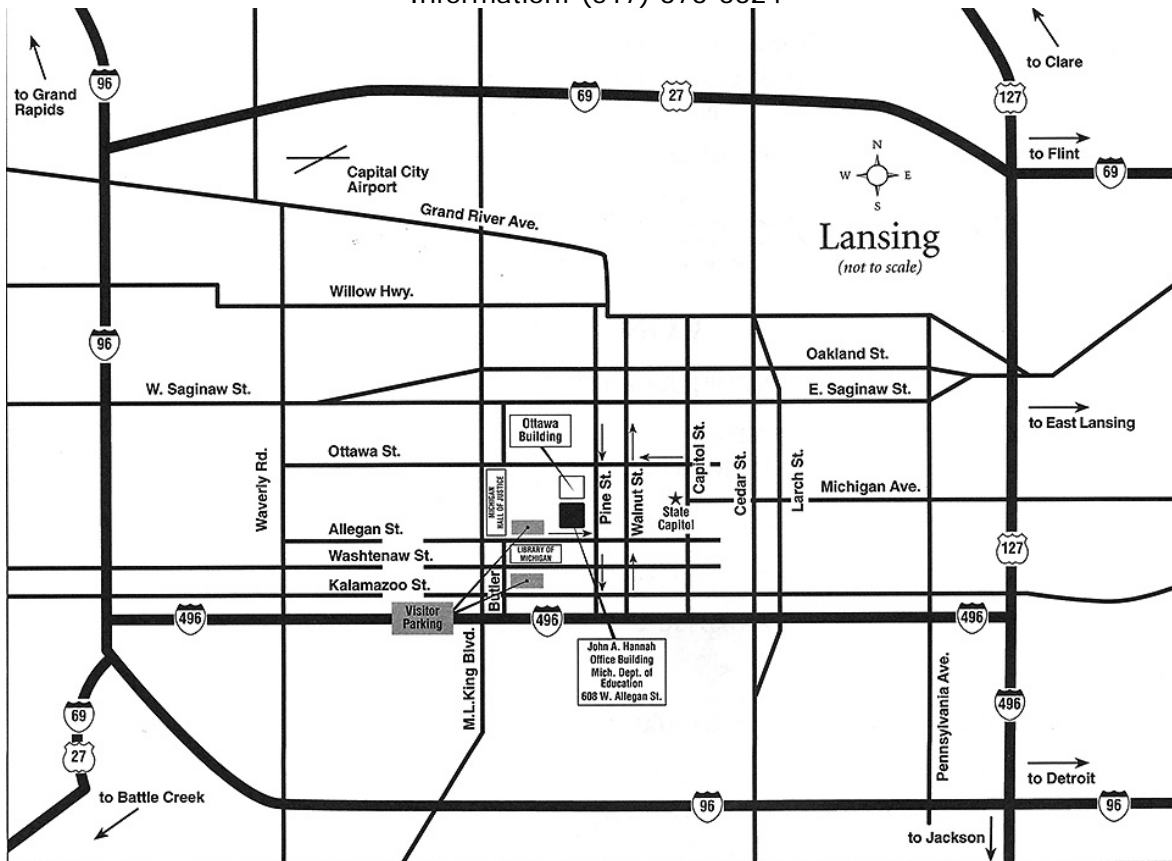 to Grand
Rapids
96
69
27
to Clare
127
to Flint
69
Capital City
Airport
N
W
E
S
Grand River Ave.
Lansing
(not to scale)
Willow Hwy.
96
Oakland St.
W. Saginaw St.
E. Saginaw St.
to East Lansing
Ottawa
Building
Ottawa St.
Waverly Rd.
MICHIGAN
HALL OF JUSTICE
Pine St.
Walnut St.
Capitol St.
State
Capitol
Cedar St.
Larch St.
Michigan Ave.
Allegan St.
LIBRARY OF
MICHIGAN
Washtenaw St.
Kalamazoo St.
Butler
127
Visitor
Parking
496
496
496
John A. Hannah
Office Building
Mich. Dept. of
Education
608 W. Allegan St.
M.L.King Blvd.
Pennsylvania Ave.
496
69
27
to Battle Creek
96
to Detroit
96
to Jackson